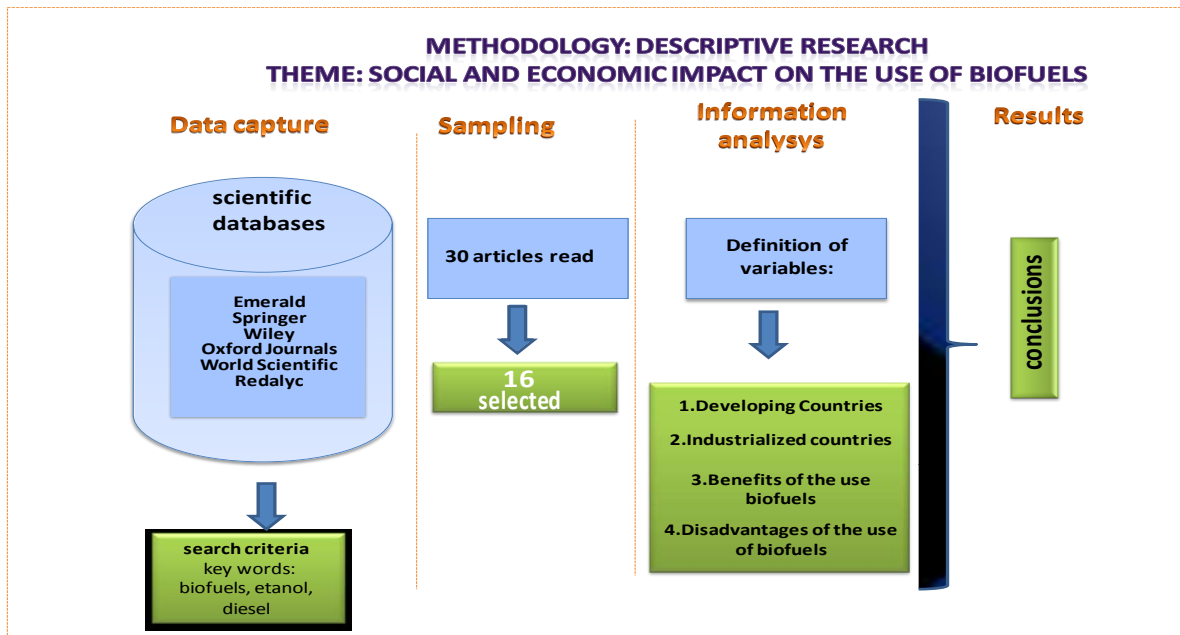 METHODOLOGY: DESCRIPTIVE RESEARCH
THEME: SOCIAL AND ECONOMIC IMPACT ON THE USE OF BIOFUELS
Data capture
scientific
databases
Emerald
Springer
Wiley
Oxford Journals
World Scientific
Redalyc
search criteria
key words:
biofuels, etanol,
diesel
Sampling
30 articles read
16
selected
Information
analysys
Definition of
variables:
1.Developing Countries
2.Industrialized countries
3.Benefits of the use
biofuels
4.Disadvantages of the use
of biofuels
Results
conclusions